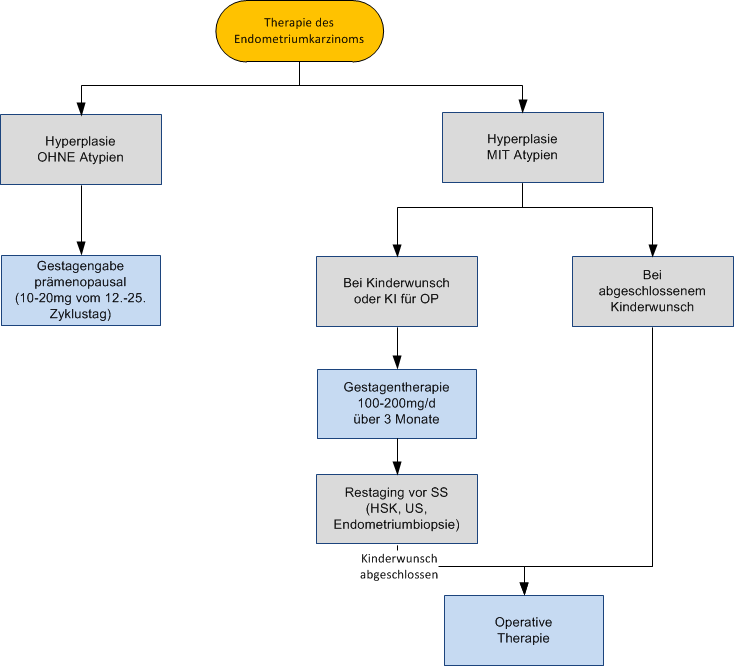 Therapie des
Endometriumkarzinoms
Hyperplasie
OHNE Atypien
Hyperplasie
MIT Atypien
Gestagengabe
prämenopausal
(10-20mg vom 12.-25.
Zyklustag)
Bei Kinderwunsch
oder KI für OP
Bei
abgeschlossenem
Kinderwunsch
Gestagentherapie
100-200mg/d
über 3 Monate
Restaging vor SS
(HSK, US,
Endometriumbiopsie)
Kinderwunsch
abgeschlossen
Operative
Therapie